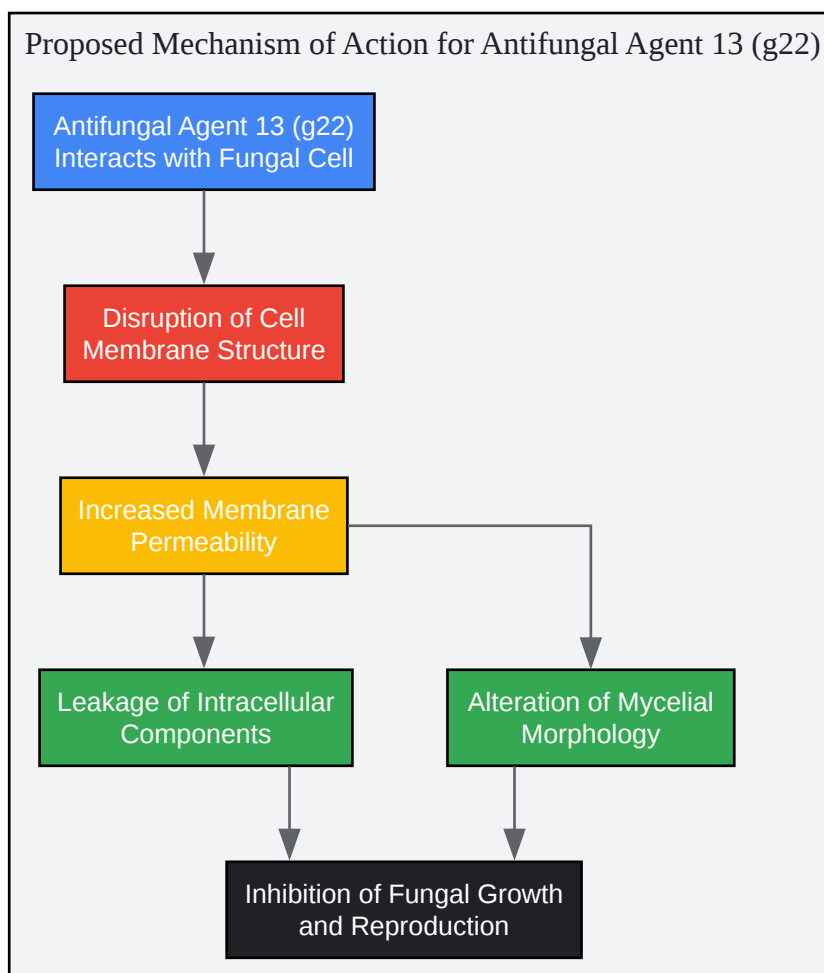 Proposed Mechanism of Action for Antifungal Agent 13 (g22)
Antifungal Agent 13 (g22)
Interacts with Fungal Cell
Disruption of Cell
Membrane Structure
Increased Membrane
Permeability
Leakage of Intracellular
Components
Alteration of Mycelial
Morphology
Inhibition of Fungal Growth
and Reproduction